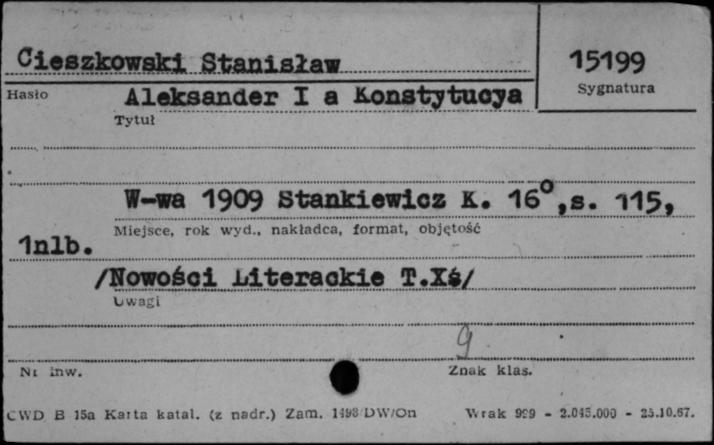 Cieszkowski Stanisław
15199
Hasło
Sygnatura
Aleksander I a Konstytucya
Tytuł
W-wa 1909 Stankiewicz K. 16°,s. 115,
Miejsce, rok wyd., nakładca, format, objętość
1nlb.
/Nowości Literackie T.Xś/
Uwagi
9
Nr inw.
Znak klas.
CWD B 15a Karta katal. (z nadr.) Zam. 1498/DW/On
Wrak 999 - 2.045.000 - 25.10.67.